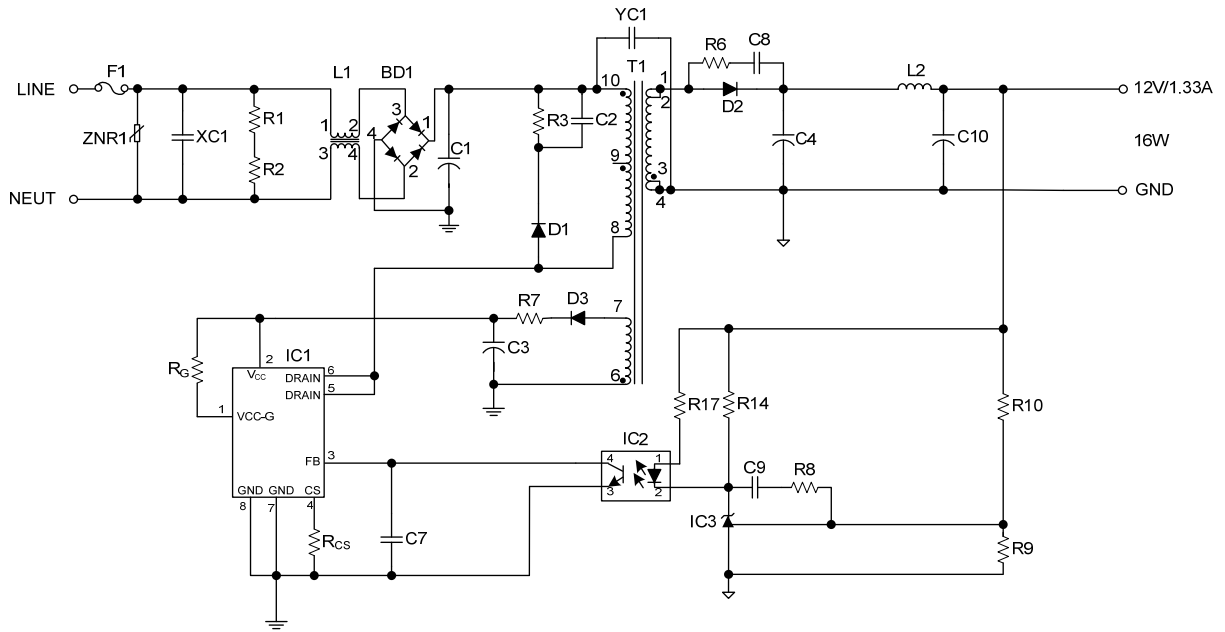 YC1
R6
C8
F1
L1
BD1
T1
1
L2
LINE
10
2
12V/1.33A
3
D2
R1
1
2
4
1
R3
C2
ZNR1
XC1
C1
C4
C10
16W
3
4
9
R2
2
3
NEUT
4
GND
8
D1
R7
D3
7
C3
IC1
RG
2
VCC
6
DRAIN
6
DRAIN
5
1
VCC-G
R17
R14
R10
IC2
FB
3
4
1
C9
R8
GND
GND
CS
3
2
8
7
4
IC3
RCS
C7
R9